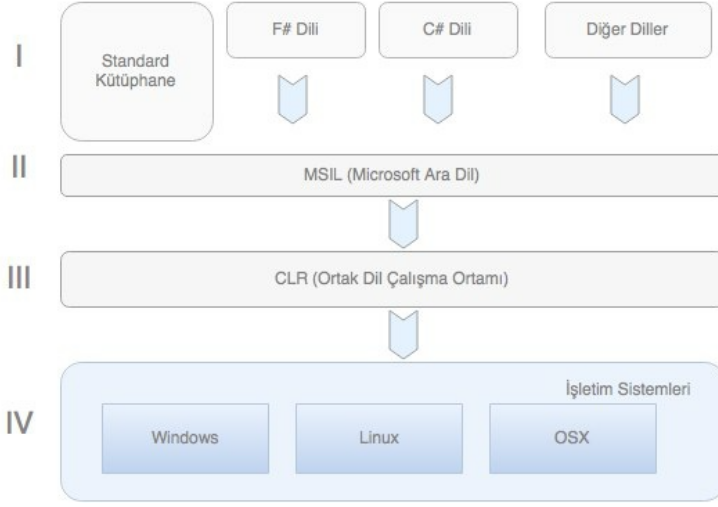 I
Standard
Kütüphane
F# Dili
C# Dili
Diğer Diller
II
MSIL (Microsoft Ara Dil)
III
CLR (Ortak Dil Çalışma Ortamı)
IV
İşletim Sistemleri
Windows
Linux
OSX